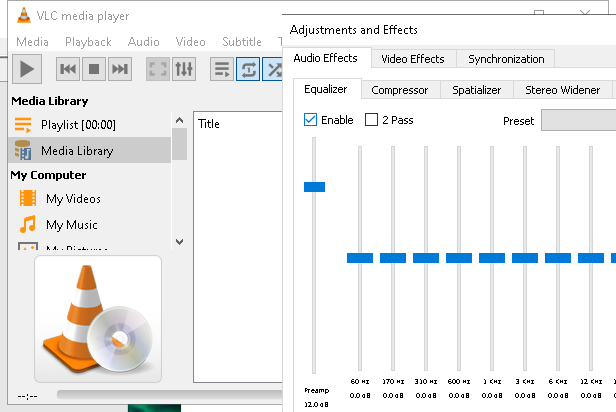 VLC media player
Media Playback Audio Video Subtitle T
Media Library
Playlist [00:00]
Media Library
My Computer
My Videos
My Music
My Pictures
Title
--:--
Adjustments and Effects
Audio Effects Video Effects Synchronization
Equalizer Compressor Spatializer Stereo Widener
Enable 2 Pass Preset
60 Hz 170 Hz 310 Hz 600 Hz 1 KHz 3 KHz 6 KHz 12 KHz 1
0.0 dB 0.0 dB 0.0 dB 0.0 dB 0.0 dB 0.0 dB 0.0 dB 0.0 dB
Preamp
12.0 dB